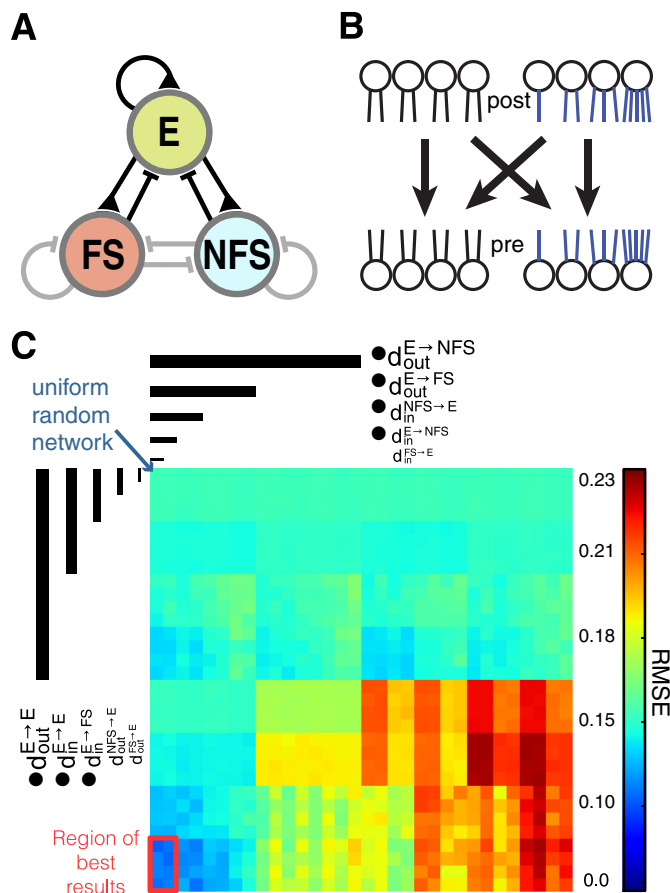 A
E
FS
NFS
B
post
pre
C
uniform
random
network
● d_out^{E→NFS}
● d_out^{E→FS}
● d_in^{NFS→E}
● d_in^{E→NFS}
d_in^{FS→E}
● d_out^{E→E}
● d_in^{E→E}
● d_in^{E→FS}
d_out^{NFS→E}
d_out^{FS→E}
Region of
best
results
0.23
0.21
0.18
0.15
0.10
0.0
RMSE